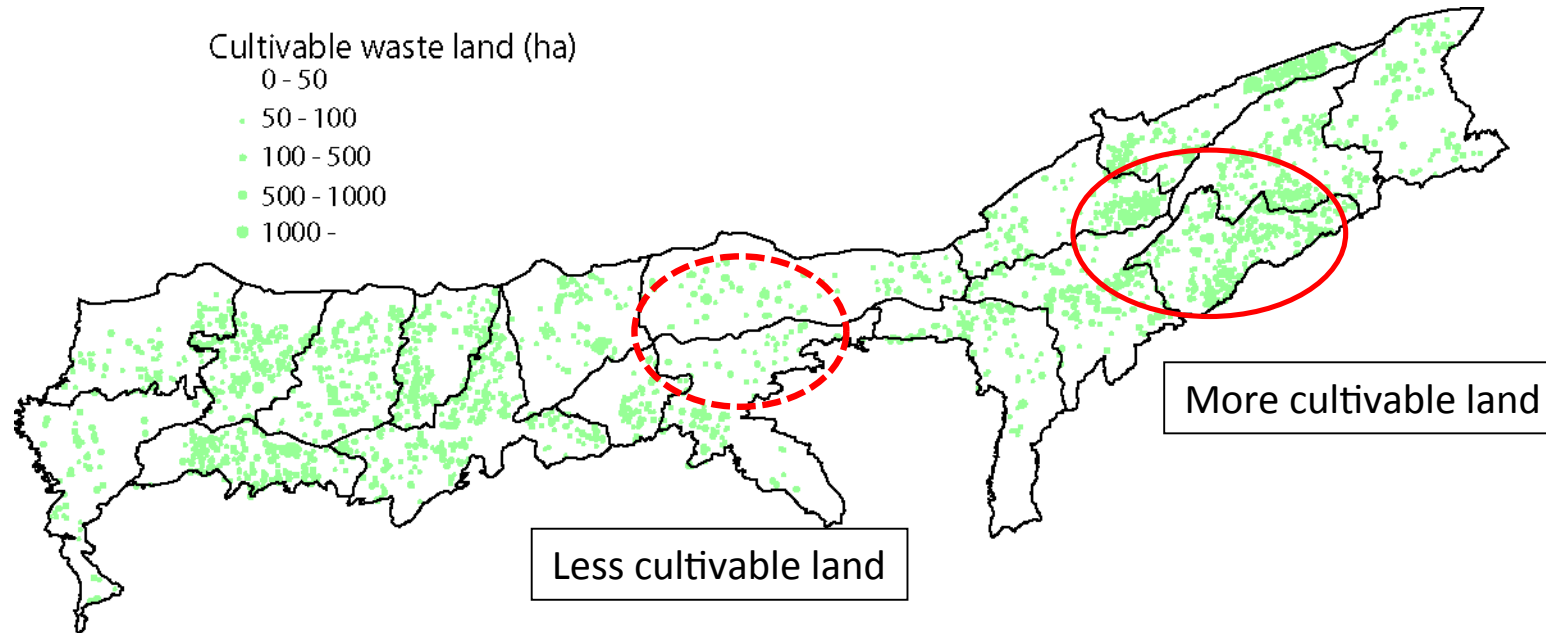 Cultivable waste land (ha)
0 - 50
50 - 100
100 - 500
500 - 1000
1000 -
More cultivable land
Less cultivable land